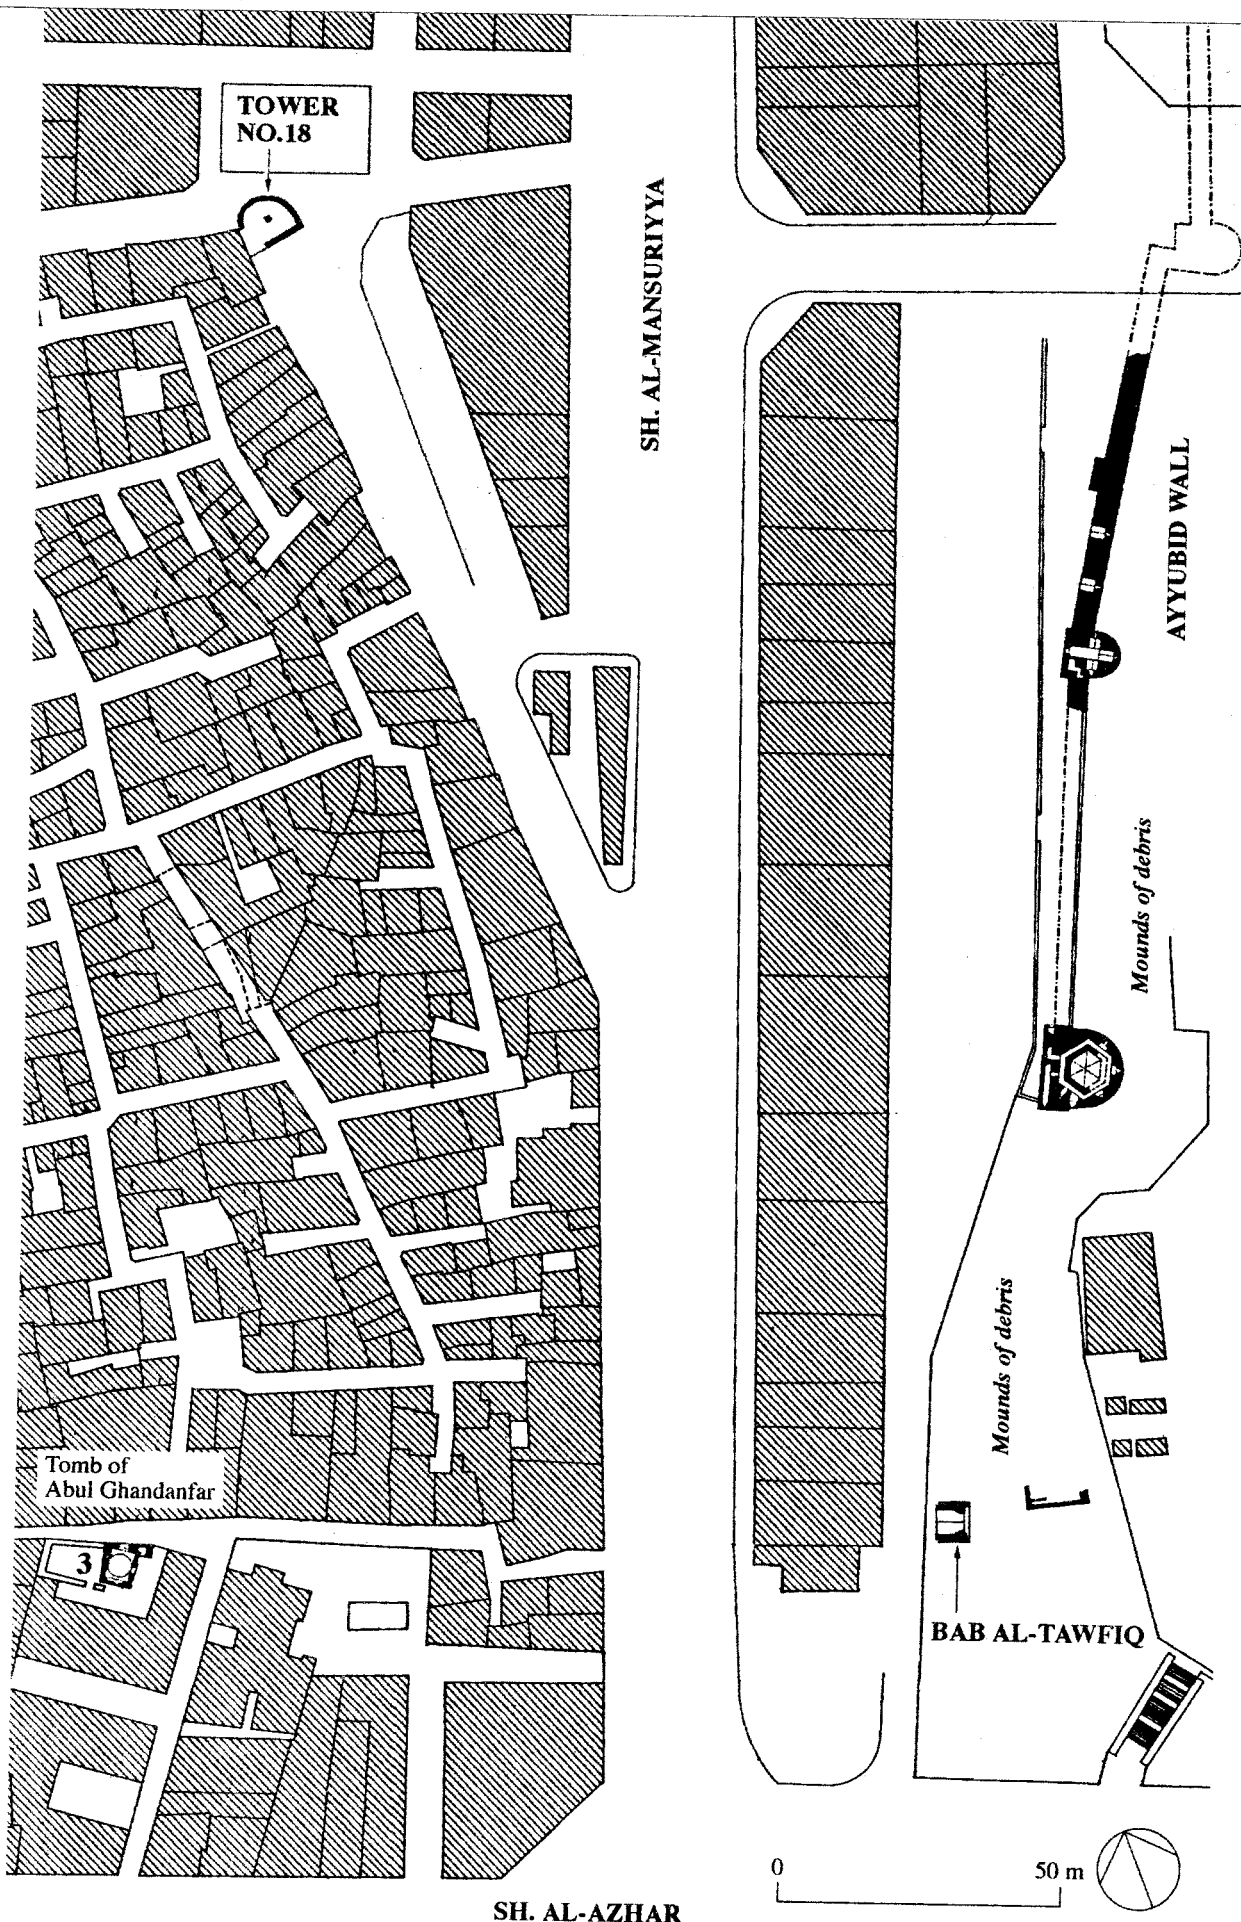 TOWER
NO.18
SH. AL-MANSURIYYA
AYYUBID WALL
Mounds of debris
Mounds of debris
Tomb of
Abul Ghandanfar
3
BAB AL-TAWFIQ
0
50 m
SH. AL-AZHAR